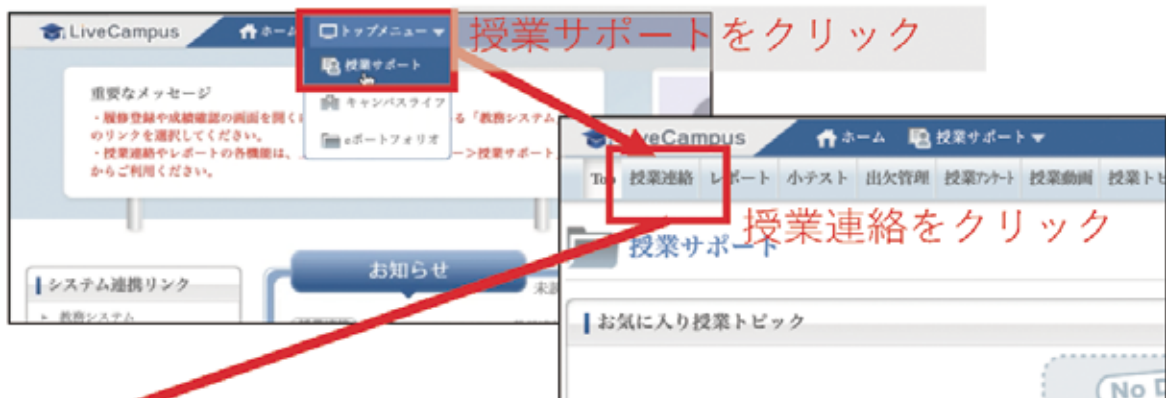 LiveCampus
ホーム
トップメニュー
授業サポートをクリック
授業サポート
キャンパスライフ
eポートフォリオ
重要なメッセージ
・履修登録や成績確認の画面を開く
る「教務システム
のリンクを選択してください。
・授業連絡やレポートの各機能は、
ー>授業サポート」
からご利用ください。
LiveCampus
ホーム
授業サポート
Top 授業連絡 レポート 小テスト 出欠管理 授業アンケート 授業動画 授業トピ
授業連絡をクリック
授業サポート
お知らせ
システム連携リンク
教務システム
お気に入り授業トピック
No